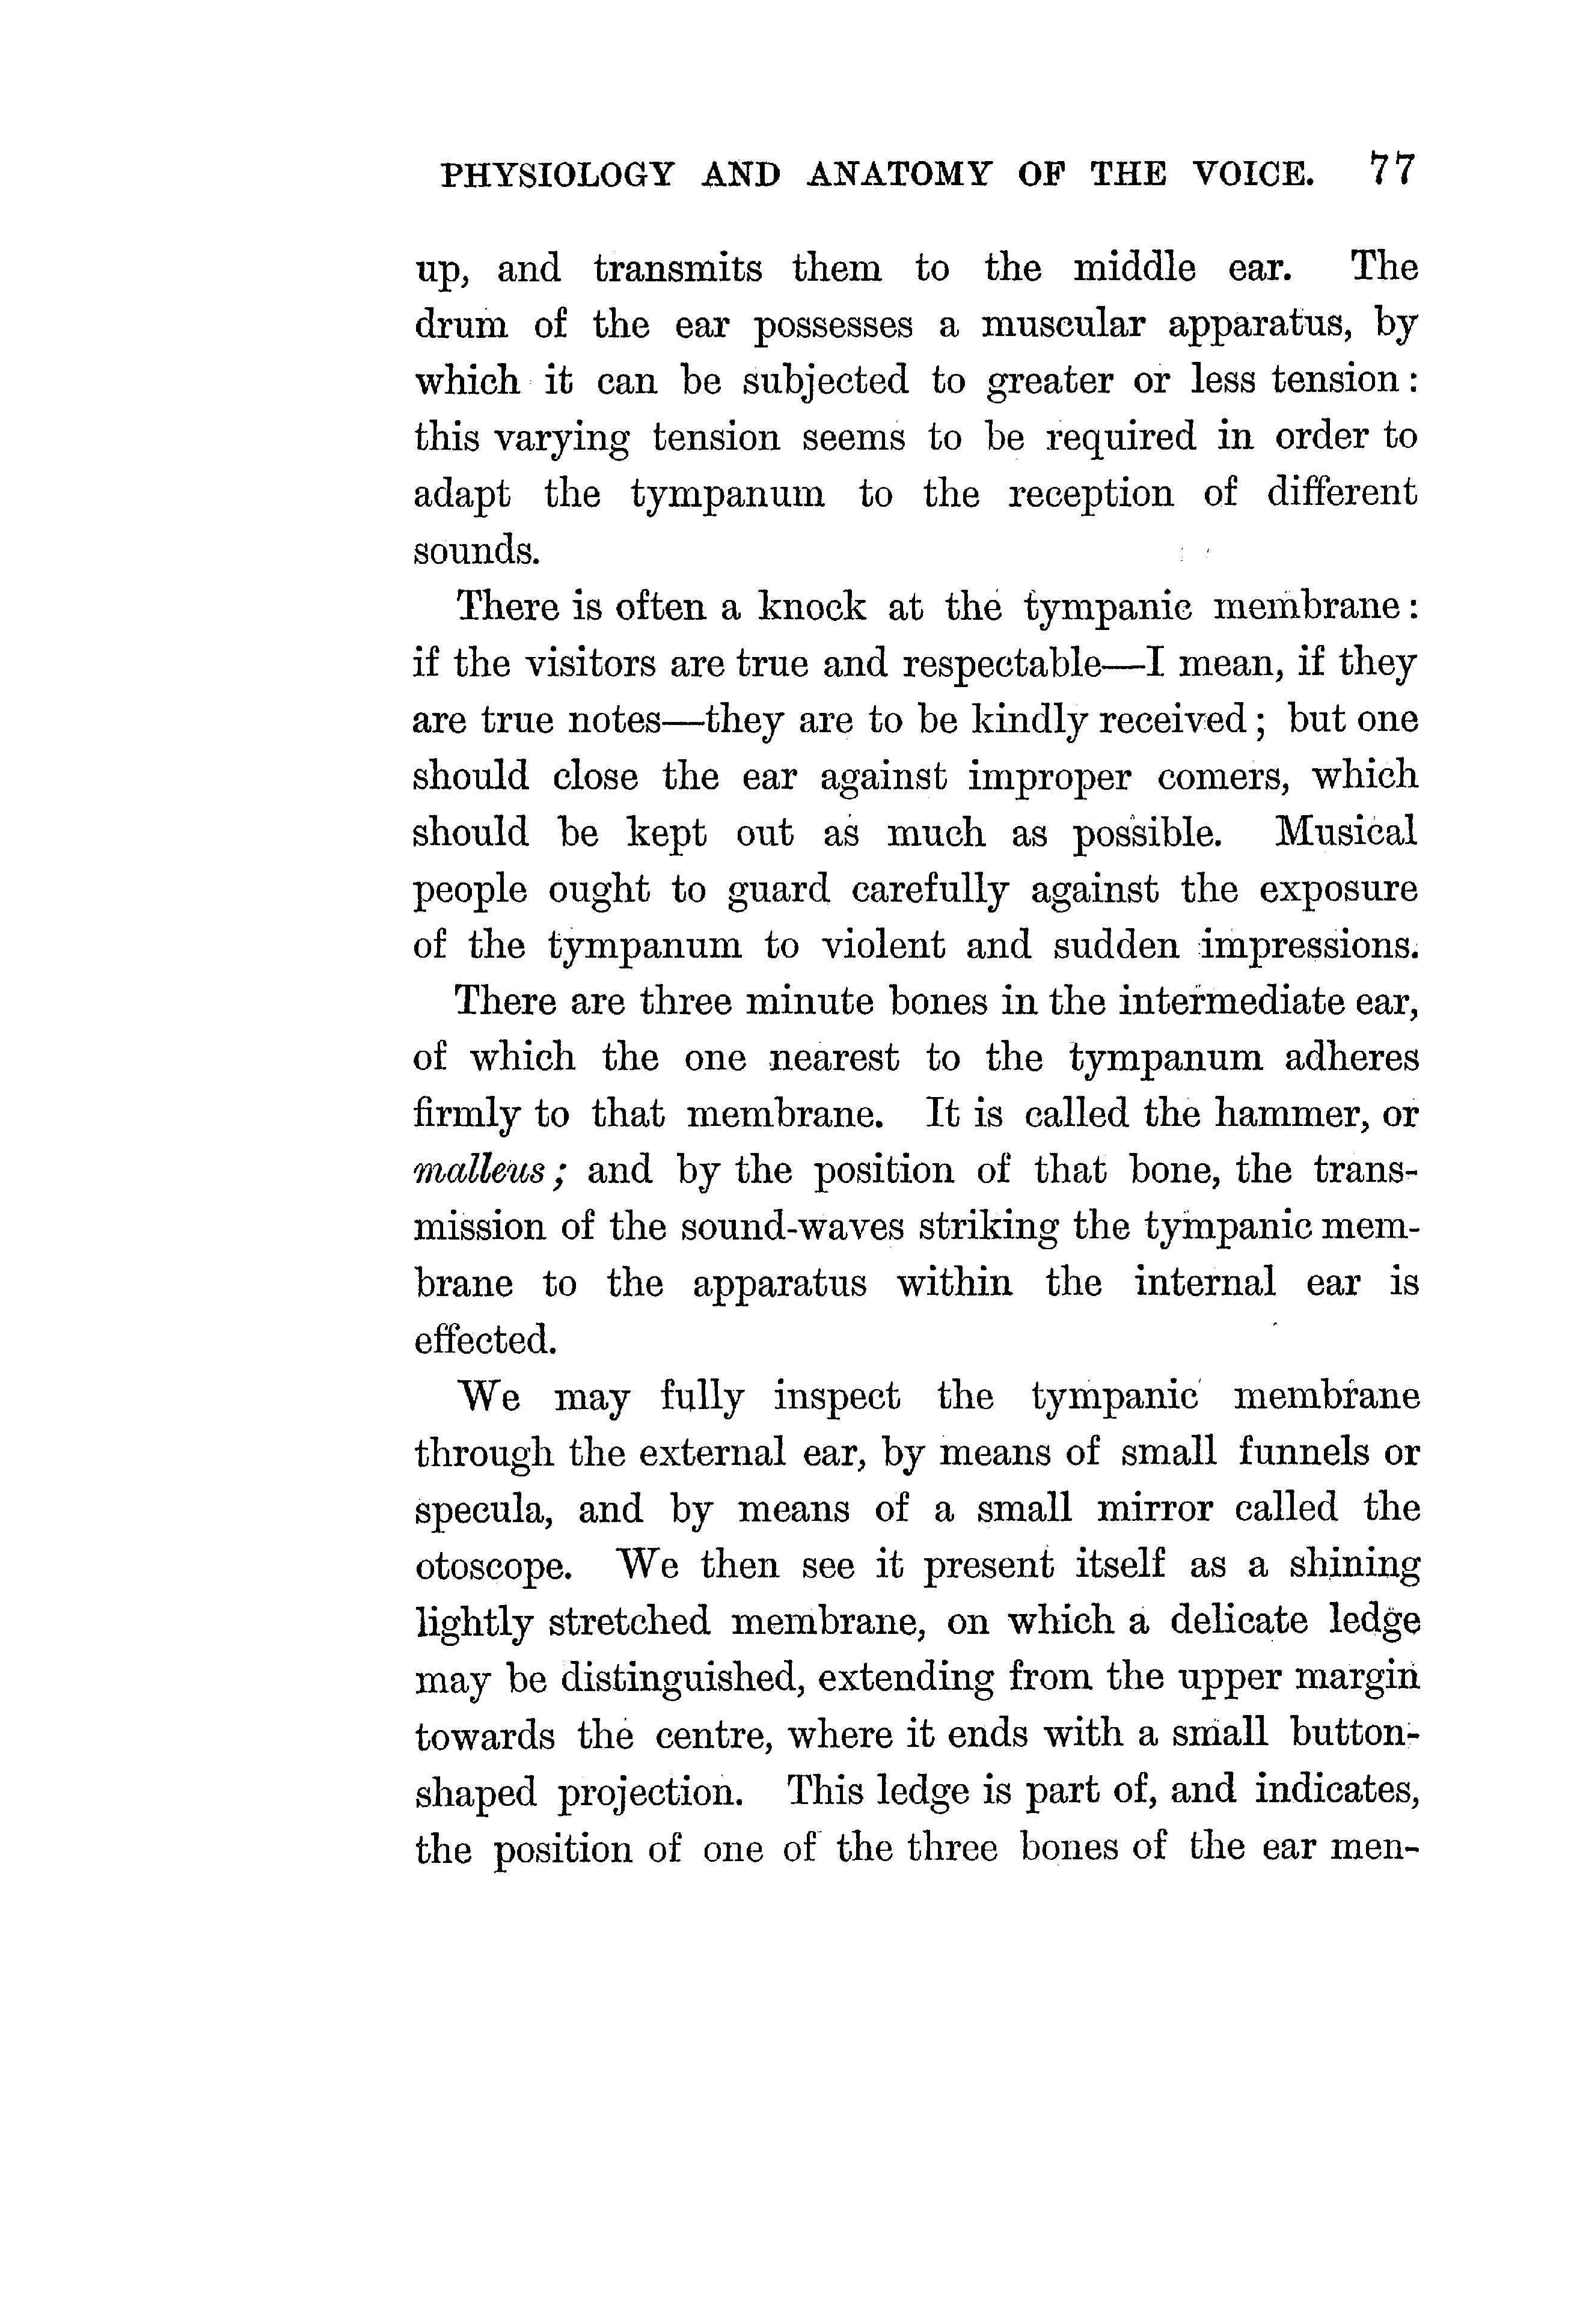 PHYSIOLOGY AND ANATOMY OF THE VOICE. 77
up, and transmits them to the middle ear. The
drum of the ear possesses a muscular apparatus, by
which it can be subjected to greater or less tension:
this varying tension seems to be required in order to
adapt the tympanum to the reception of different
sounds.
There is often a knock at the tympanic membrane:
if the visitors are true and respectable—I mean, if they
are true notes—they are to be kindly received; but one
should close the ear against improper comers, which
should be kept out as much as possible. Musical
people ought to guard carefully against the exposure
of the tympanum to violent and sudden impressions.
There are three minute bones in the intermediate ear,
of which the one nearest to the tympanum adheres
firmly to that membrane. It is called the hammer, or
malleus; and by the position of that bone, the trans-
mission of the sound-waves striking the tympanic mem-
brane to the apparatus within the internal ear is
effected.
We may fully inspect the tympanic membrane
through the external ear, by means of small funnels or
specula, and by means of a small mirror called the
otoscope. We then see it present itself as a shining
lightly stretched membrane, on which a delicate ledge
may be distinguished, extending from the upper margin
towards the centre, where it ends with a small button-
shaped projection. This ledge is part of, and indicates,
the position of one of the three bones of the ear men-